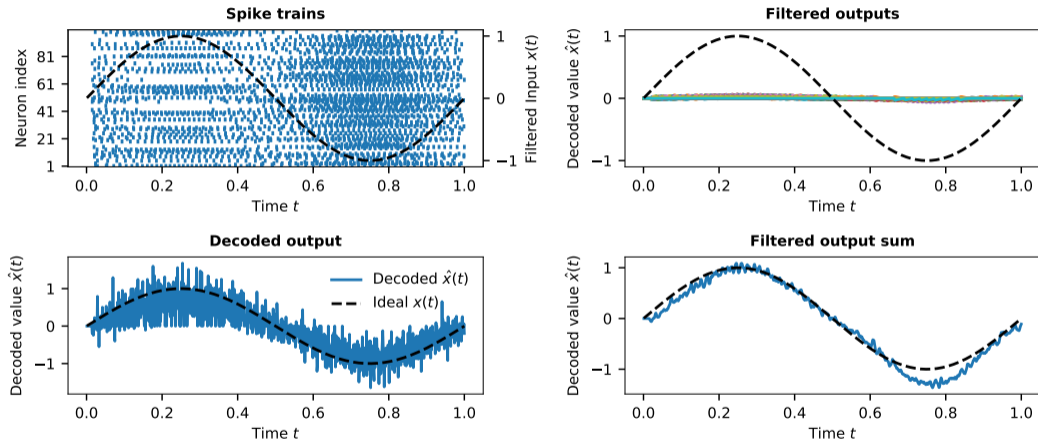 Spike trains
Neuron index
81
61
41
21
1
1
0
−1
Filtered Input x(t)
0.0 0.2 0.4 0.6 0.8 1.0
Time t
Filtered outputs
Decoded value x̂(t)
1
0
−1
0.0 0.2 0.4 0.6 0.8 1.0
Time t
Decoded output
Decoded value x̂(t)
1
0
−1
Decoded x̂(t)
Ideal x(t)
0.0 0.2 0.4 0.6 0.8 1.0
Time t
Filtered output sum
Decoded value x̂(t)
1
0
−1
0.0 0.2 0.4 0.6 0.8 1.0
Time t